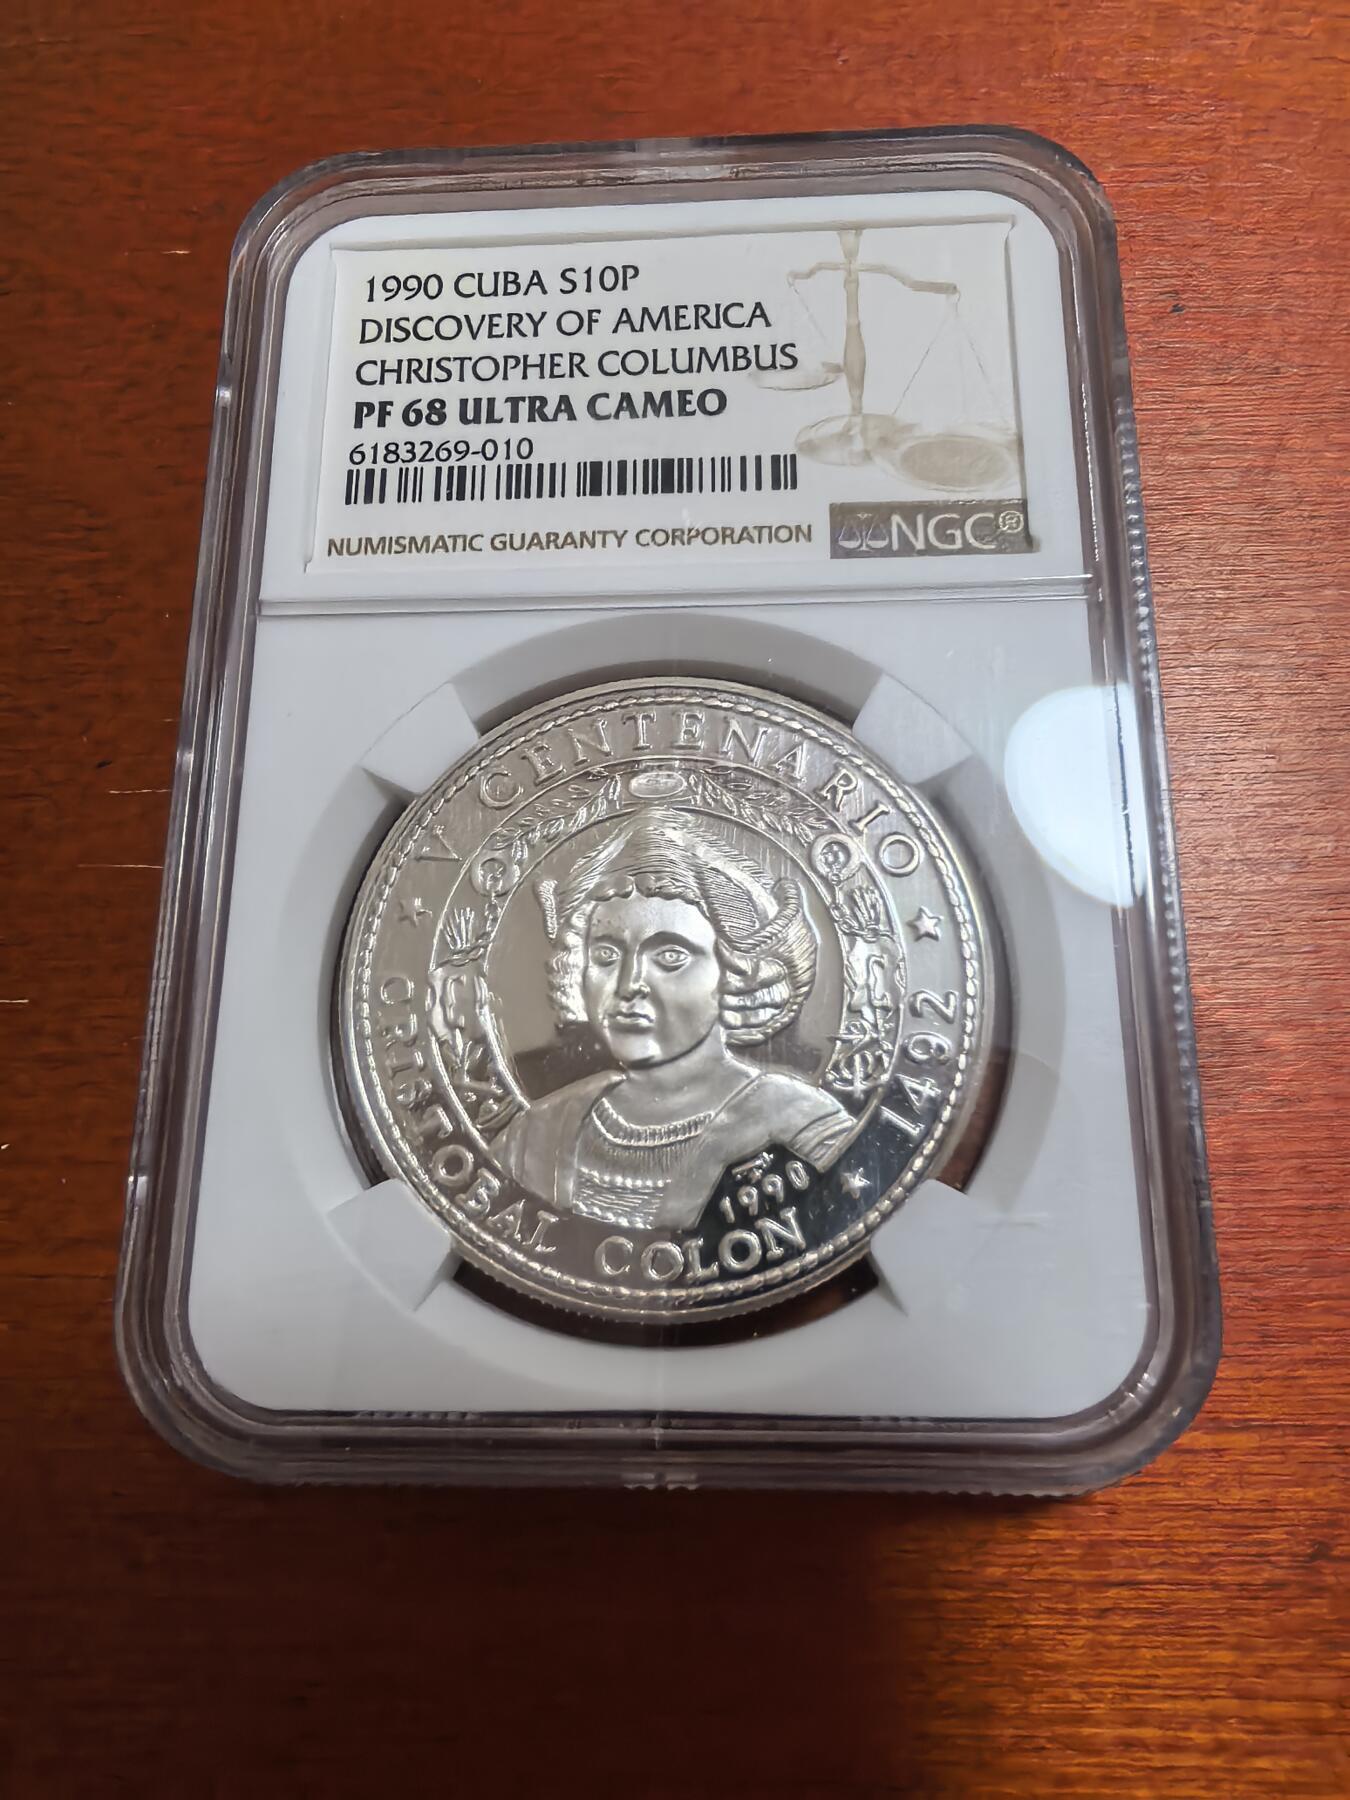 1990 CUBA S10P
DISCOVERY OF AMERICA
CHRISTOPHER COLUMBUS
PF 68 ULTRA CAMEO
6183269-010
NUMISMATIC GUARANTY CORPORATION
NGC®
V CENTENARIO
1492
CRISTOBAL COLON
1990